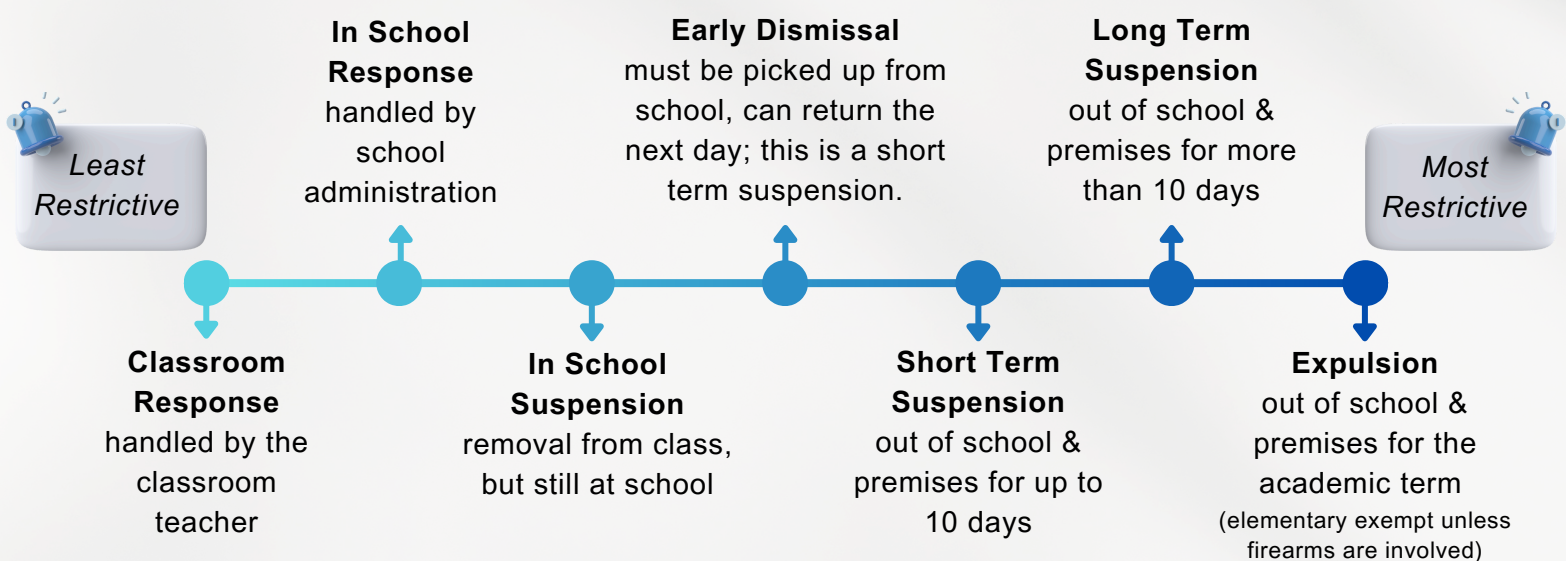 Least
Restrictive
Classroom
Response
handled by the
classroom
teacher
In School
Response
handled by
school
administration
In School
Suspension
removal from class,
but still at school
Early Dismissal
must be picked up from
school, can return the
next day; this is a short
term suspension.
Short Term
Suspension
out of school &
premises for up to
10 days
Long Term
Suspension
out of school &
premises for more
than 10 days
Expulsion
out of school &
premises for the
academic term
(elementary exempt unless
firearms are involved)
Most
Restrictive